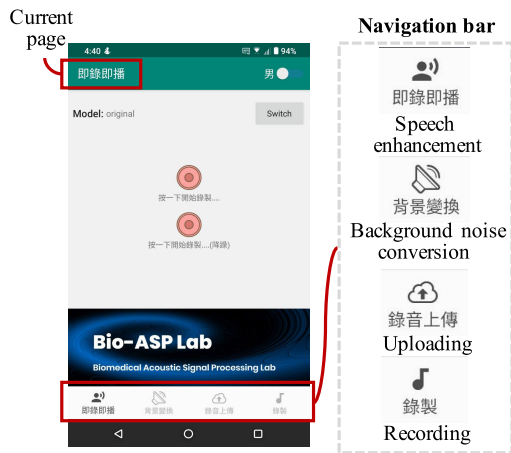 Current
page
4:40
94%
即錄即播
男
Model: original
Switch
按一下開始錄製....
按一下開始錄製....(降躁)
Bio-ASP Lab
Biomedical Acoustic Signal Processing Lab
即錄即播
背景變換
錄音上傳
錄製
Navigation bar
即錄即播
Speech
enhancement
背景變換
Background noise
conversion
錄音上傳
Uploading
錄製
Recording